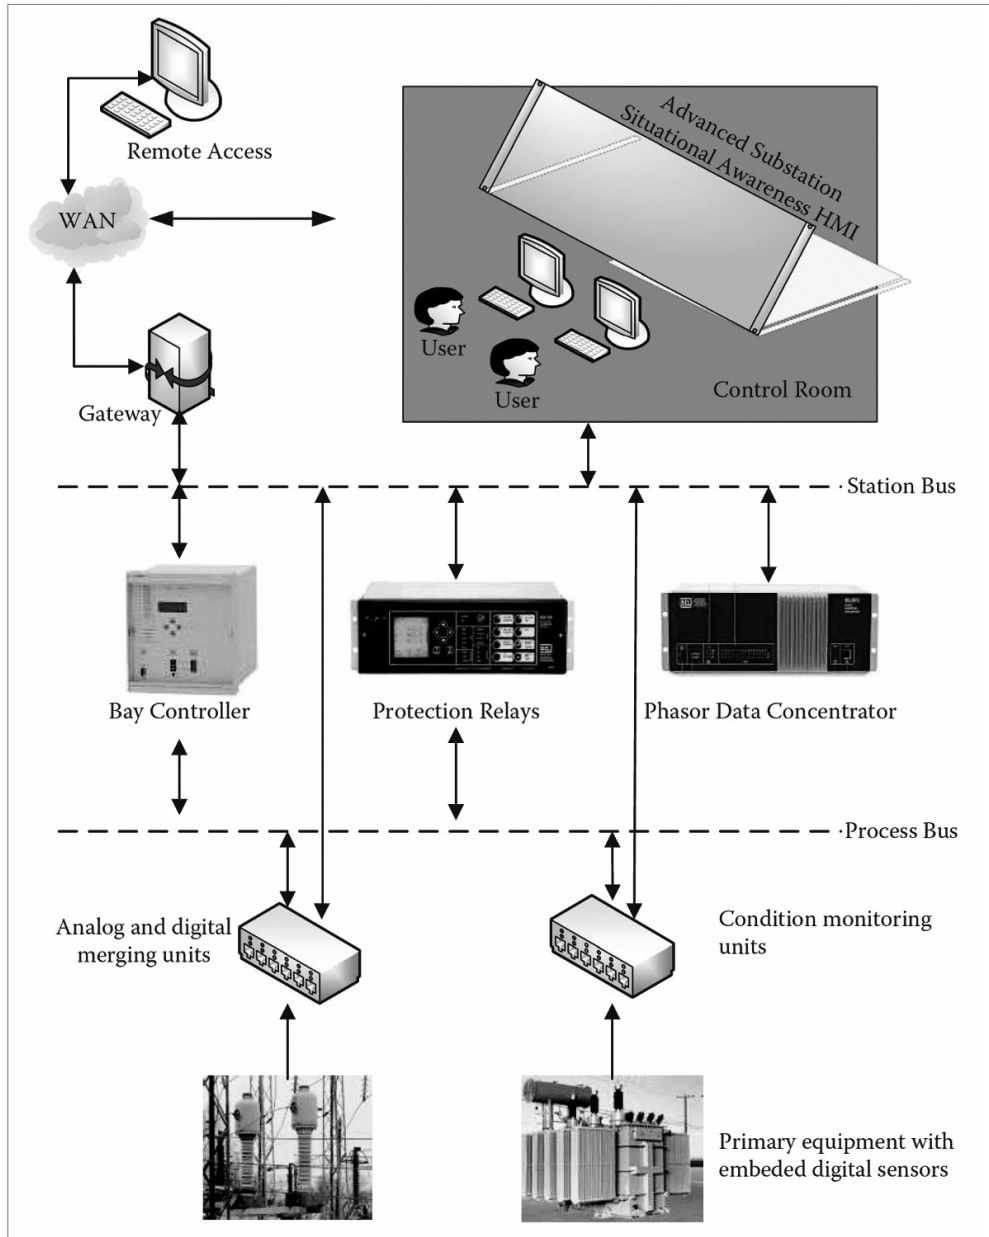 Remote Access
Advanced Substation
Situational Awareness HMI
WAN
User
User
Control Room
Gateway
Station Bus
SEL
SEL
Bay Controller
Protection Relays
Phasor Data Concentrator
Process Bus
Analog and digital
merging units
Condition monitoring
units
Primary equipment with
embeded digital sensors